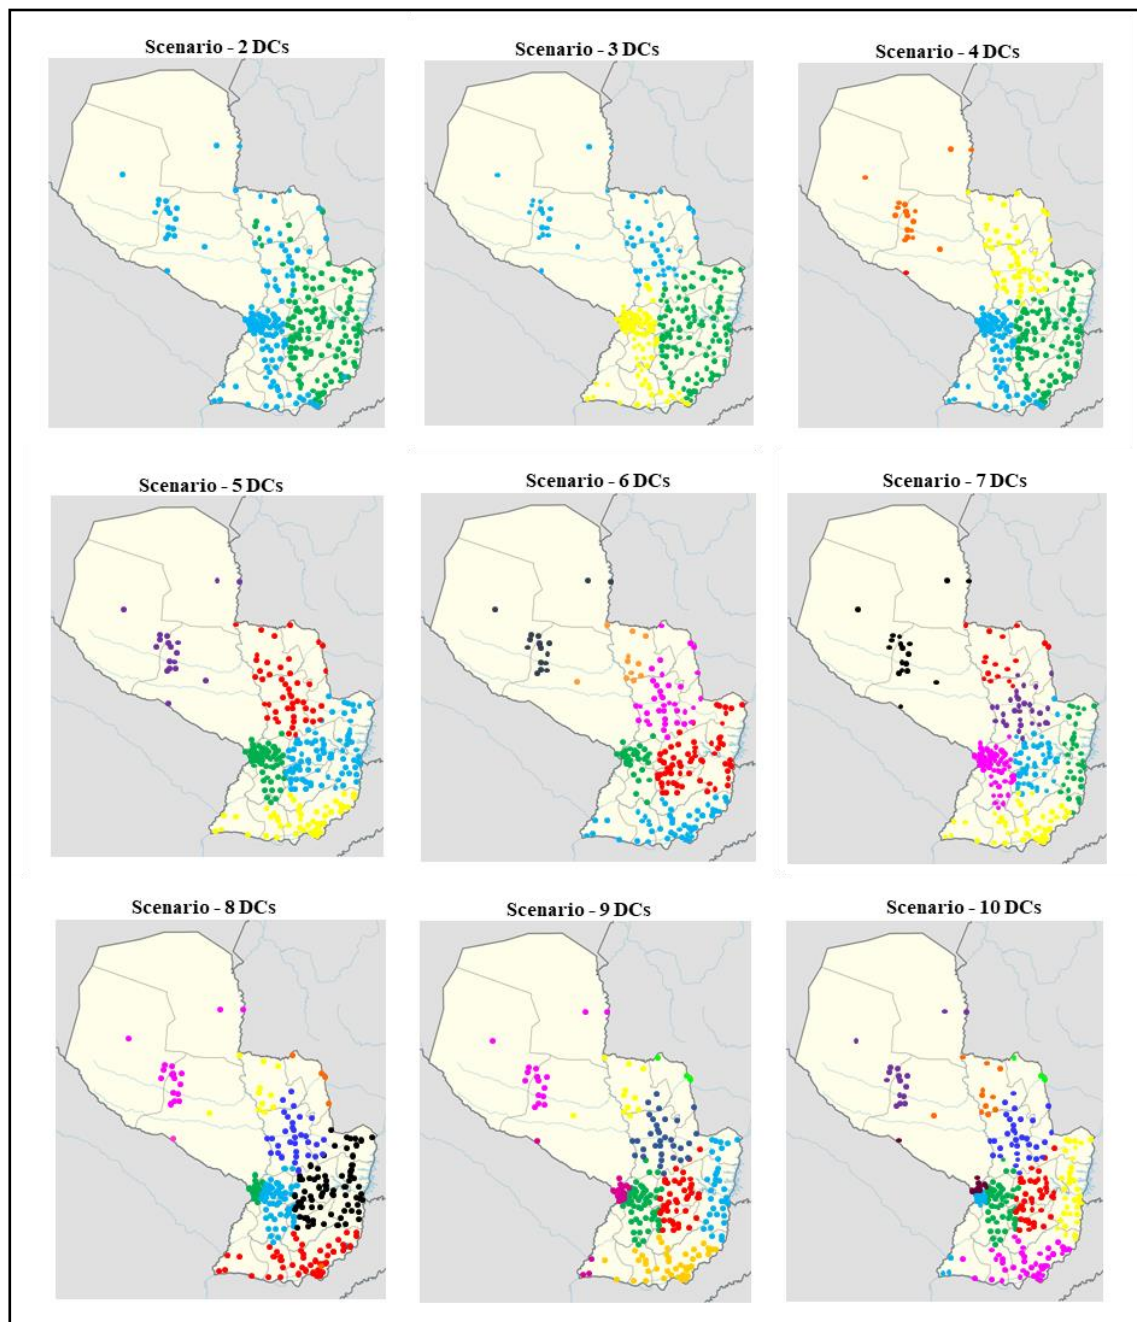 Scenario - 2 DCs
Scenario - 3 DCs
Scenario - 4 DCs
Scenario - 5 DCs
Scenario - 6 DCs
Scenario - 7 DCs
Scenario - 8 DCs
Scenario - 9 DCs
Scenario - 10 DCs